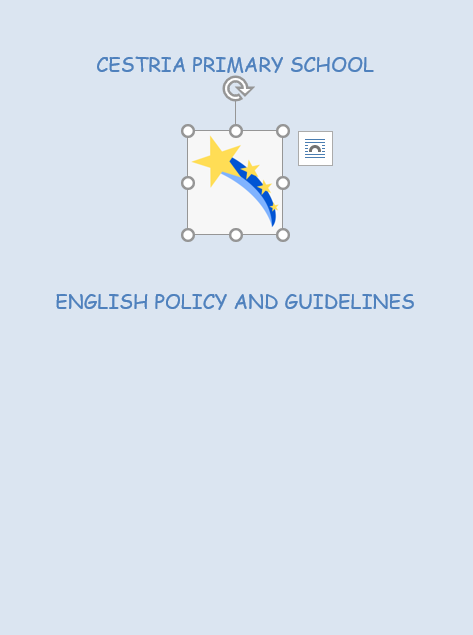 CESTRIA PRIMARY SCHOOL
ENGLISH POLICY AND GUIDELINES